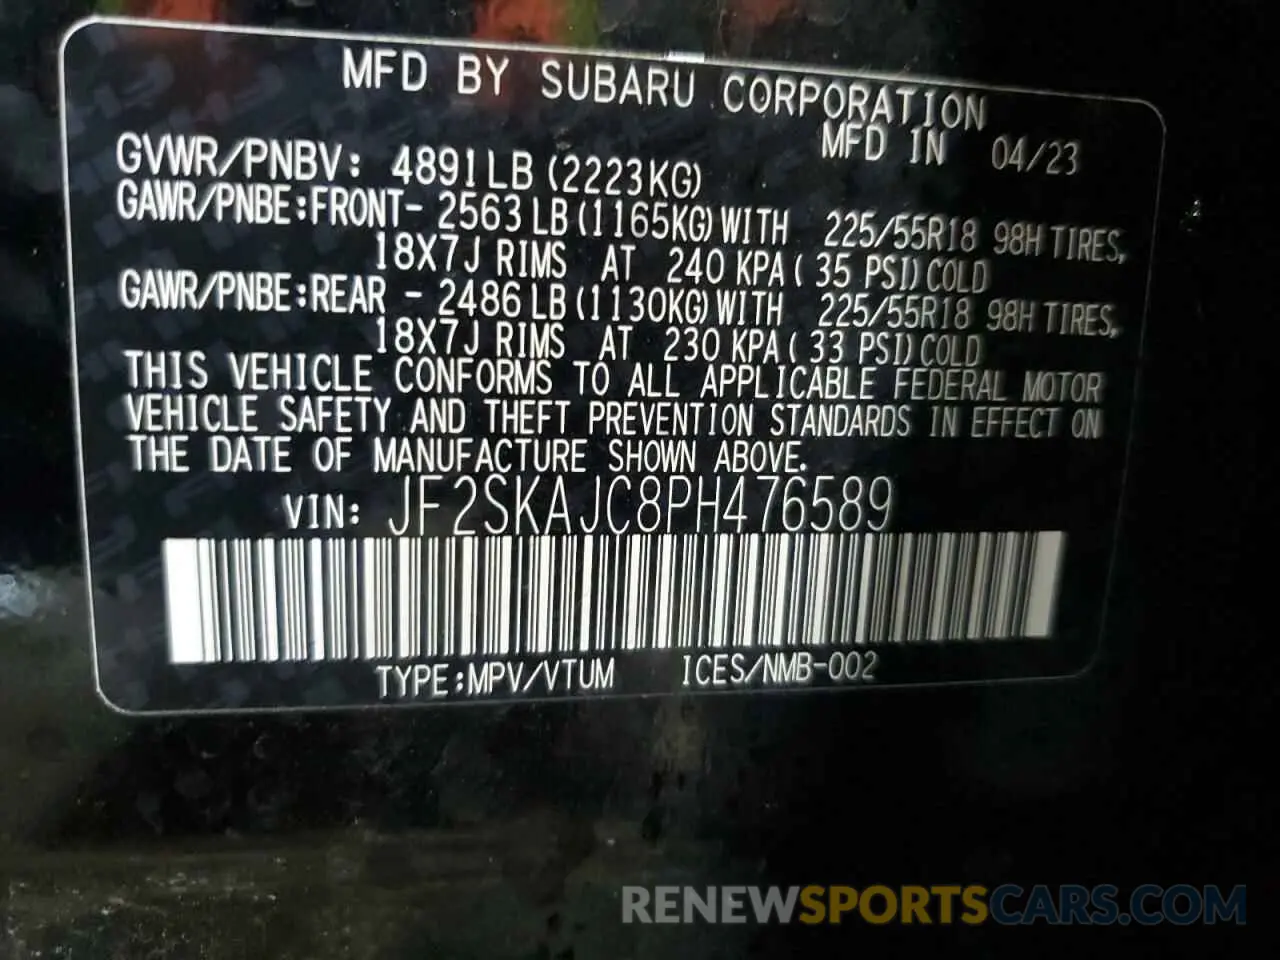 MFD BY SUBARU CORPORATION
MFD IN 04/23
GVWR/PNBV: 4891LB (2223KG)
GAWR/PNBE:FRONT- 2563 LB (1165KG) WITH 225/55R18 98H TIRES,
18X7J RIMS AT 240 KPA ( 35 PSI) COLD
GAWR/PNBE:REAR - 2486 LB (1130KG) WITH 225/55R18 98H TIRES,
18X7J RIMS AT 230 KPA ( 33 PSI) COLD
THIS VEHICLE CONFORMS TO ALL APPLICABLE FEDERAL MOTOR
VEHICLE SAFETY AND THEFT PREVENTION STANDARDS IN EFFECT ON
THE DATE OF MANUFACTURE SHOWN ABOVE.
VIN: JF2SKAJC8PH476589
TYPE:MPV/VTUM ICES/NMB-002
RENEWSPORTSCARS.COM